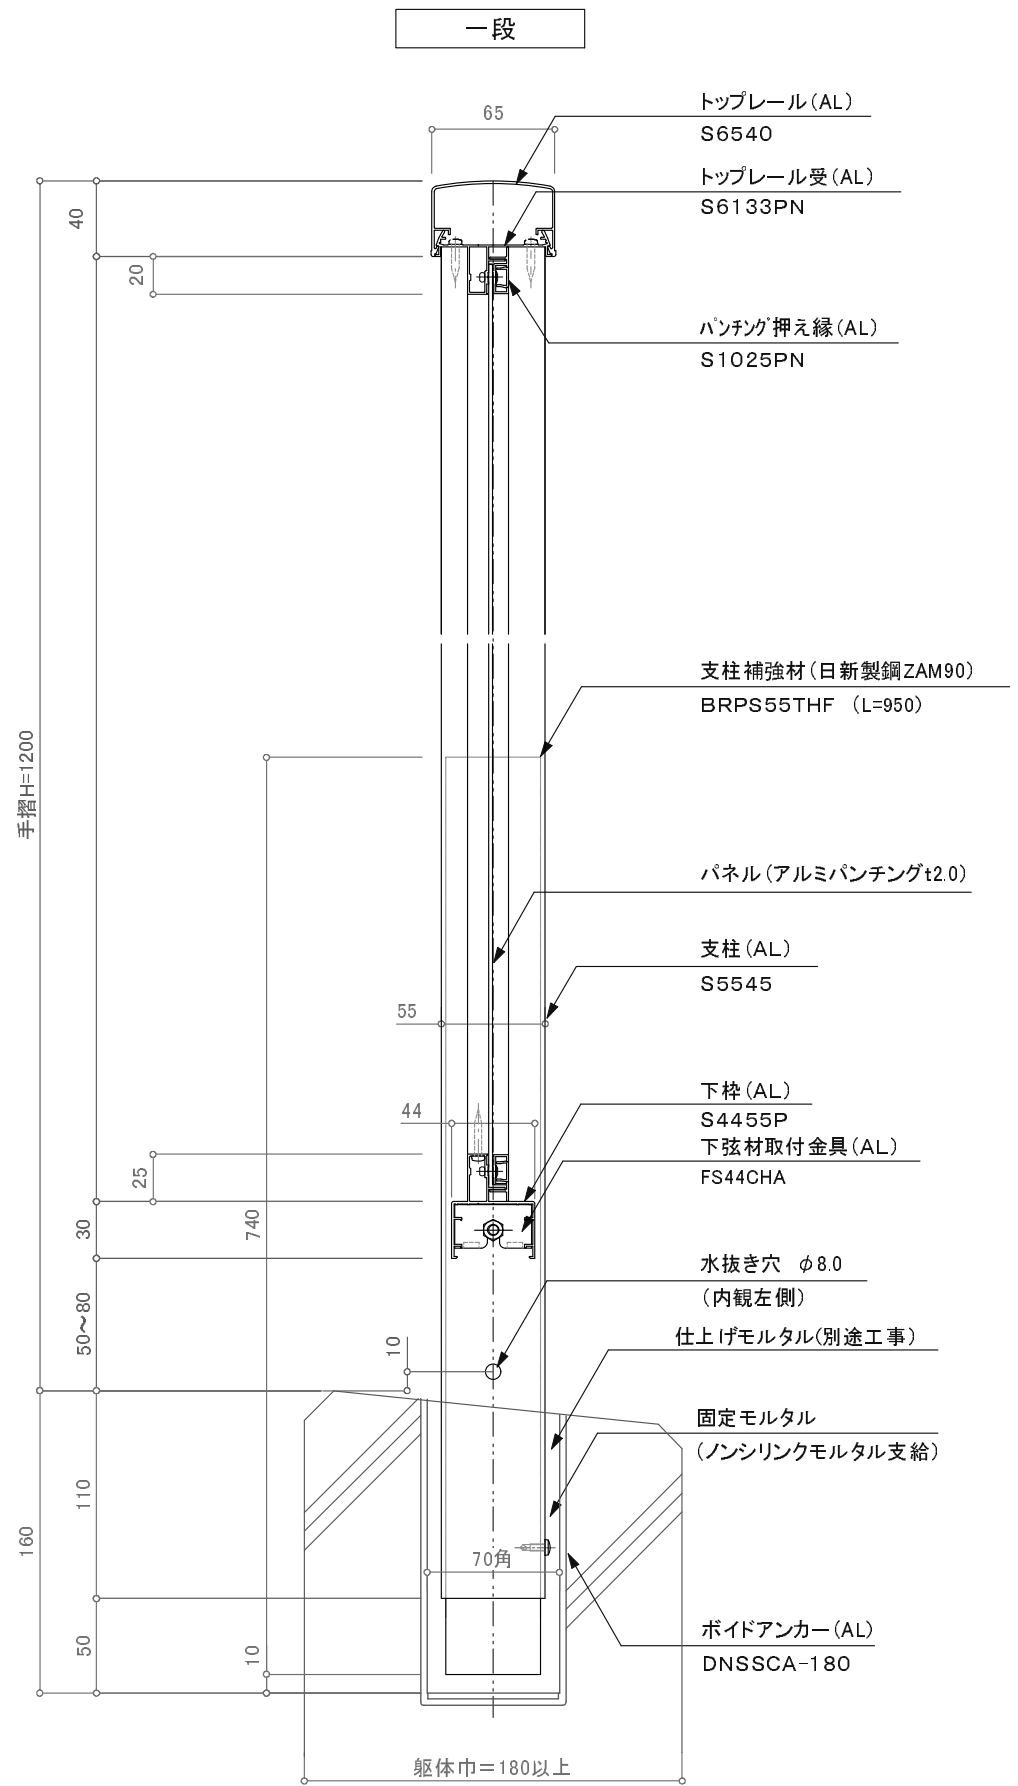 一段
65
トップレール(AL)
S6540
トップレール受(AL)
S6133PN
40
20
パンチング押え縁(AL)
S1025PN
支柱補強材(日新製鋼ZAM90)
BRPS55THF (L=950)
手摺H=1200
パネル(アルミパンチングt2.0)
支柱(AL)
S5545
55
44
下枠(AL)
S4455P
下弦材取付金具(AL)
FS44CHA
25
30
740
水抜き穴 φ8.0
(内観左側)
50~80
10
仕上げモルタル(別途工事)
固定モルタル
(ノンシリンクモルタル支給)
110
160
70角
50
10
ボイドアンカー(AL)
DNSSCA-180
躯体巾=180以上